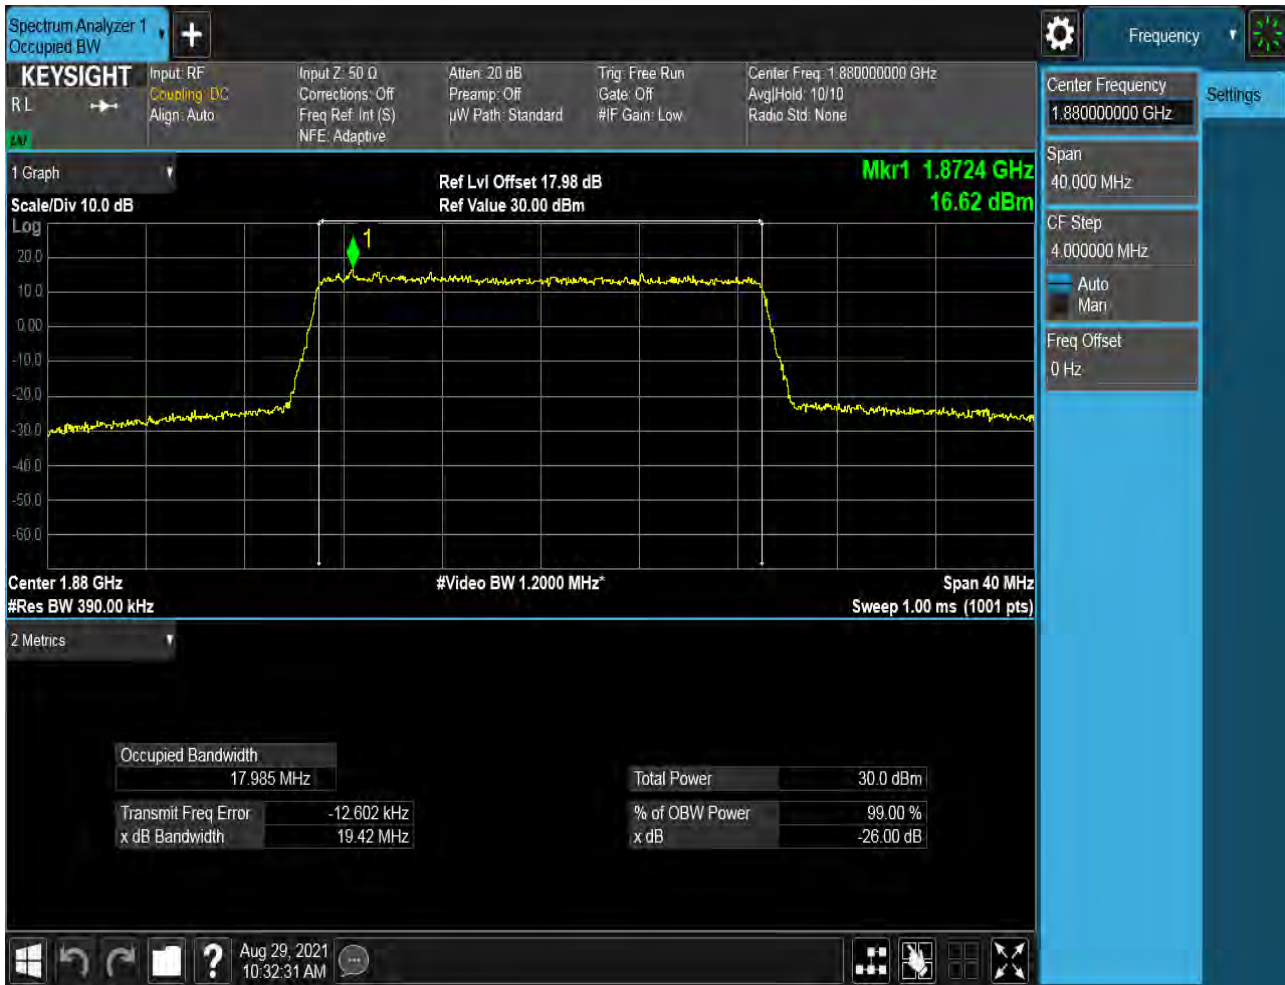 Spectrum Analyzer 1
Occupied BW
Frequency
KEYSIGHT
R L
Input: RF
Coupling: DC
Align: Auto
Input Z: 50 Ω
Corrections: Off
Freq Ref: Int (S)
NFE: Adaptive
Atten: 20 dB
Preamp: Off
µW Path: Standard
Trig: Free Run
Gate: Off
#IF Gain: Low
Center Freq: 1.880000000 GHz
Avg|Hold: 10/10
Radio Std: None
1 Graph
Scale/Div 10.0 dB
Ref Lvl Offset 17.98 dB
Ref Value 30.00 dBm
Mkr1 1.8724 GHz
16.62 dBm
Log
1
20.0
10.0
0.00
-10.0
-20.0
-30.0
-40.0
-50.0
-60.0
Center 1.88 GHz
#Video BW 1.2000 MHz*
Span 40 MHz
#Res BW 390.00 kHz
Sweep 1.00 ms (1001 pts)
2 Metrics
Occupied Bandwidth
17.985 MHz
Total Power 30.0 dBm
Transmit Freq Error -12.602 kHz
% of OBW Power 99.00 %
x dB Bandwidth 19.42 MHz
x dB -26.00 dB
Aug 29, 2021
10:32:31 AM
Center Frequency
1.880000000 GHz
Settings
Span
40.000 MHz
CF Step
4.000000 MHz
Auto
Man
Freq Offset
0 Hz